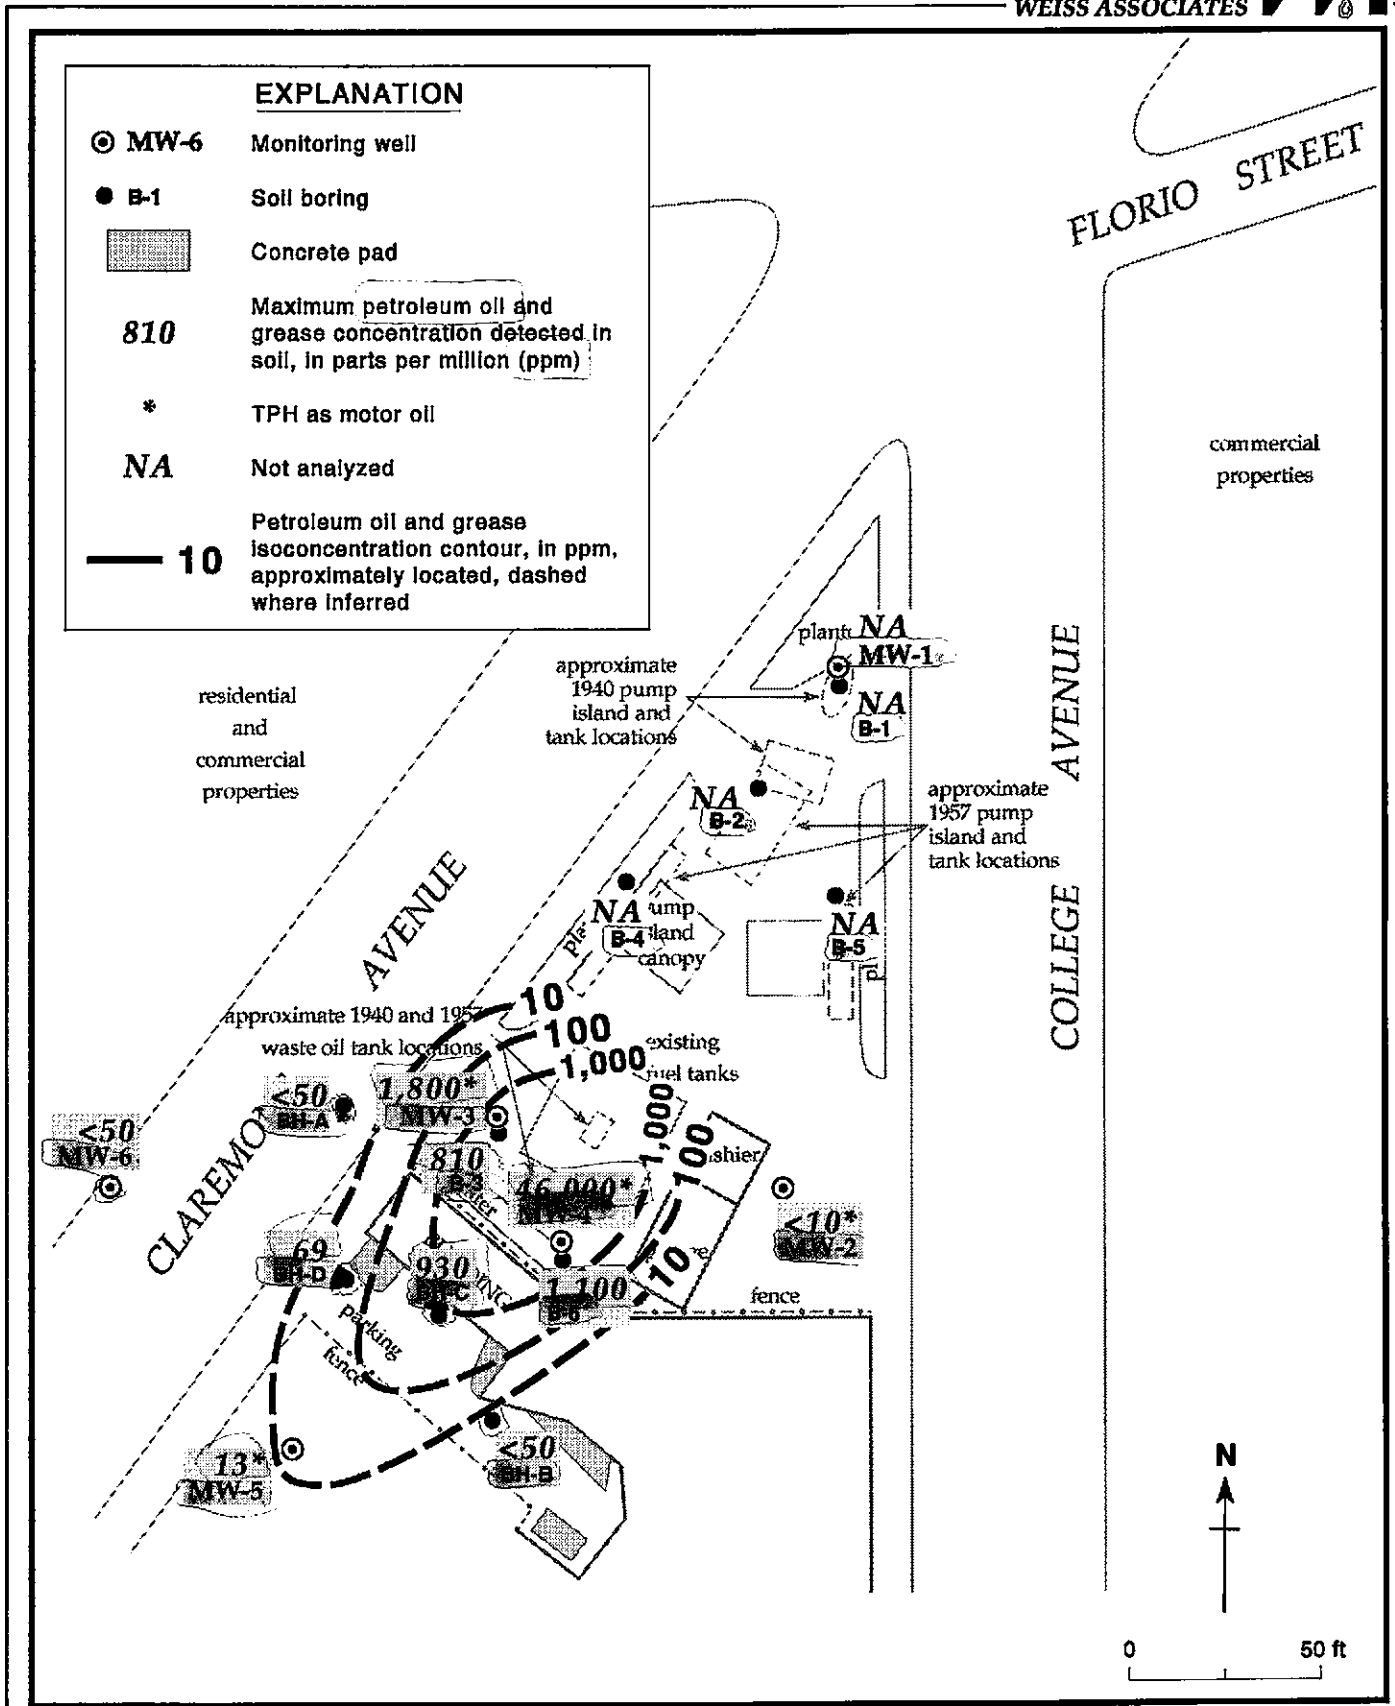 WEISS ASSOCIATES
EXPLANATION
MW-6 Monitoring well
B-1 Soil boring
Concrete pad
810 Maximum petroleum oil and
grease concentration detected in
soil, in parts per million (ppm)
* TPH as motor oil
NA Not analyzed
10 Petroleum oil and grease
isoconcentration contour, in ppm,
approximately located, dashed
where inferred
FLORIO STREET
commercial
properties
residential
and
commercial
properties
approximate
1940 pump
island and
tank locations
NA
MW-1
NA
B-1
NA
B-2
approximate
1957 pump
island and
tank locations
NA
B-4
canopy
NA
B-5
COLLEGE AVENUE
AVENUE
approximate 1940 and 1957
waste oil tank locations
10
100
1,000
existing
fuel tanks
<50
BH-A
1,800*
MW-3
<50
MW-6
810
B-3
46,000*
MW-4
1,000
100
10
<10*
MW-2
69
BH-D
930
BH-C
1,100
B-6
fence
parking
fence
13*
MW-5
<50
BH-B
N
0 50 ft